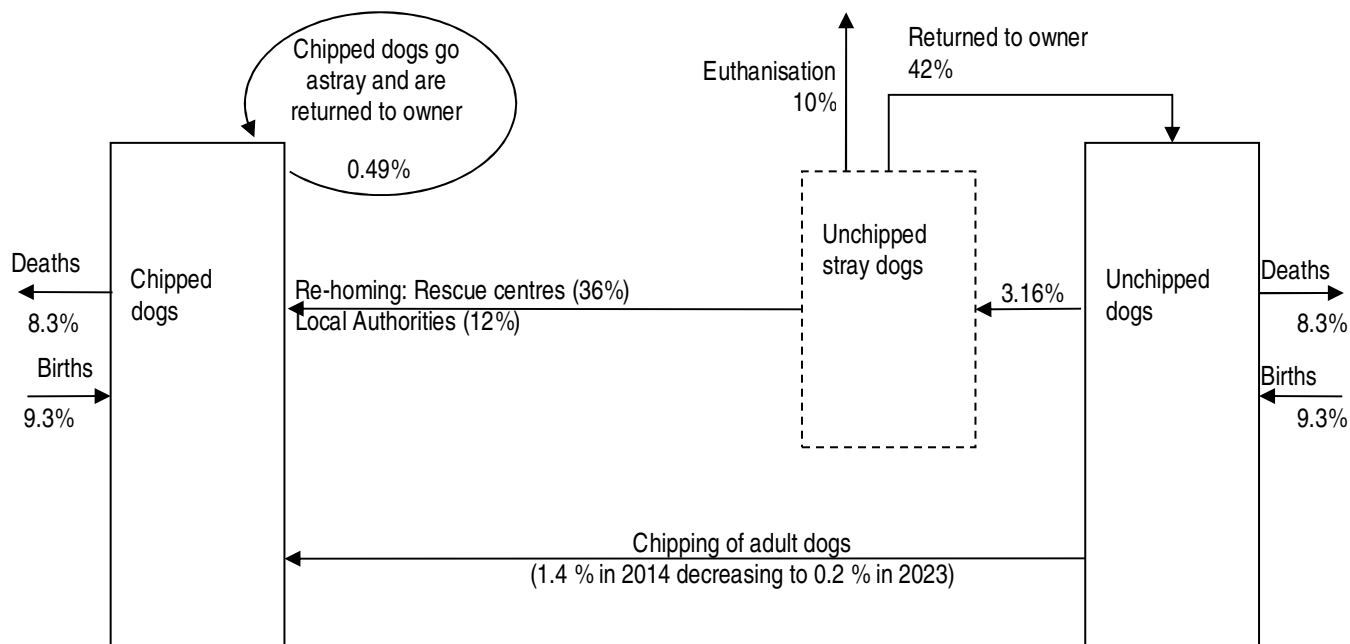 Chipped dogs go
astray and are
returned to owner
0.49%
Euthanisation
10%
Returned to owner
42%
Deaths
8.3%
Births
9.3%
Chipped
dogs
Re-homing: Rescue centres (36%)
Local Authorities (12%)
Unchipped
stray dogs
3.16%
Unchipped
dogs
Deaths
8.3%
Births
9.3%
Chipping of adult dogs
(1.4 % in 2014 decreasing to 0.2 % in 2023)